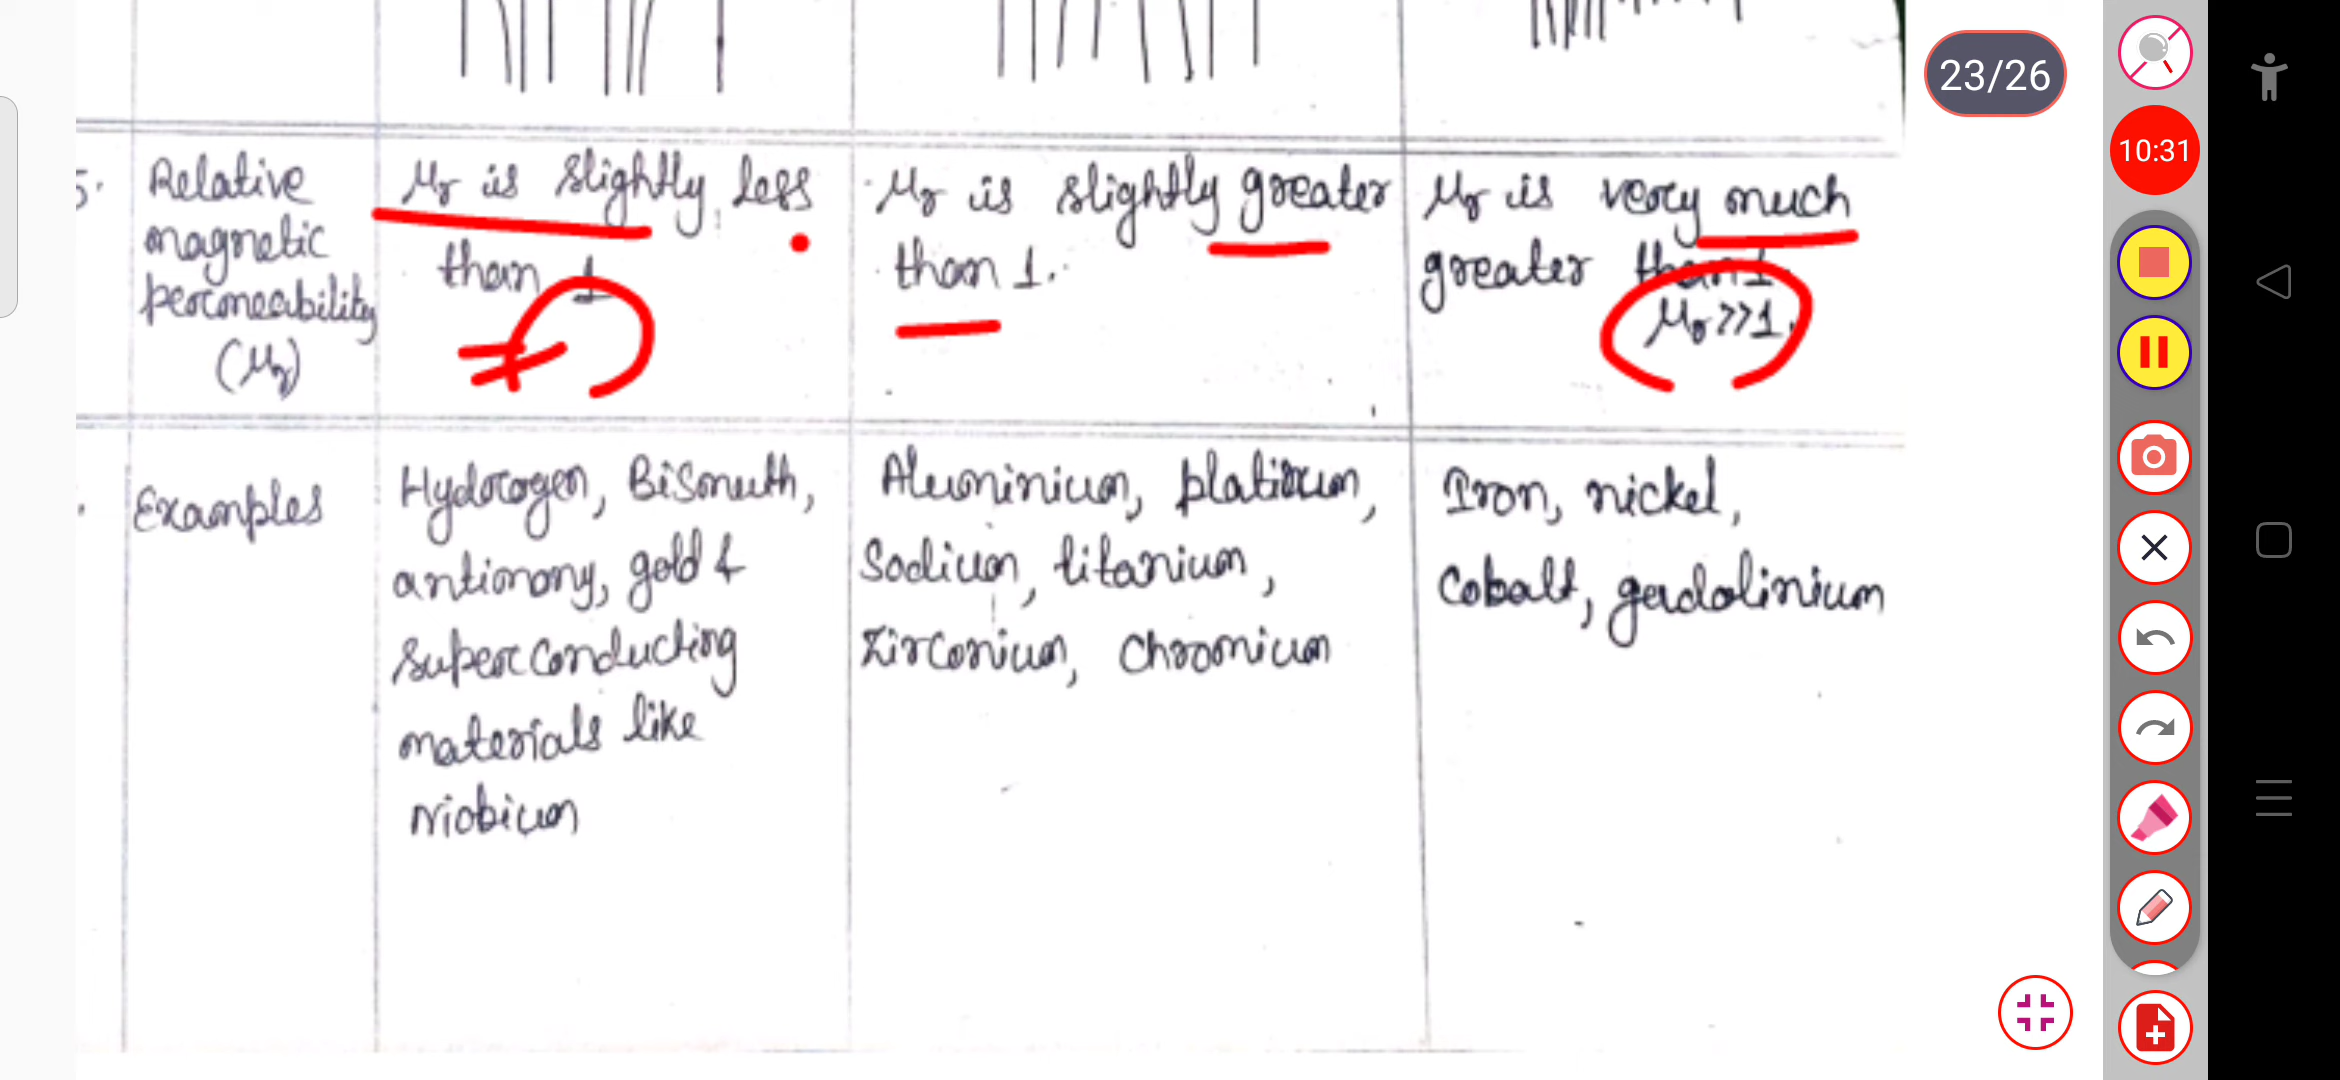 23/26
10:31
5. Relative magnetic permeability (μr)
μr is slightly less than 1
μr is slightly greater than 1.
μr is very much greater than 1
μr >> 1.
Examples
Hydrogen, Bismuth,
antimony, gold &
superconducting
materials like
Niobium
Aluminium, platinum,
Sodium, titanium,
Zirconium, Chromium
Iron, nickel,
Cobalt, gadolinium